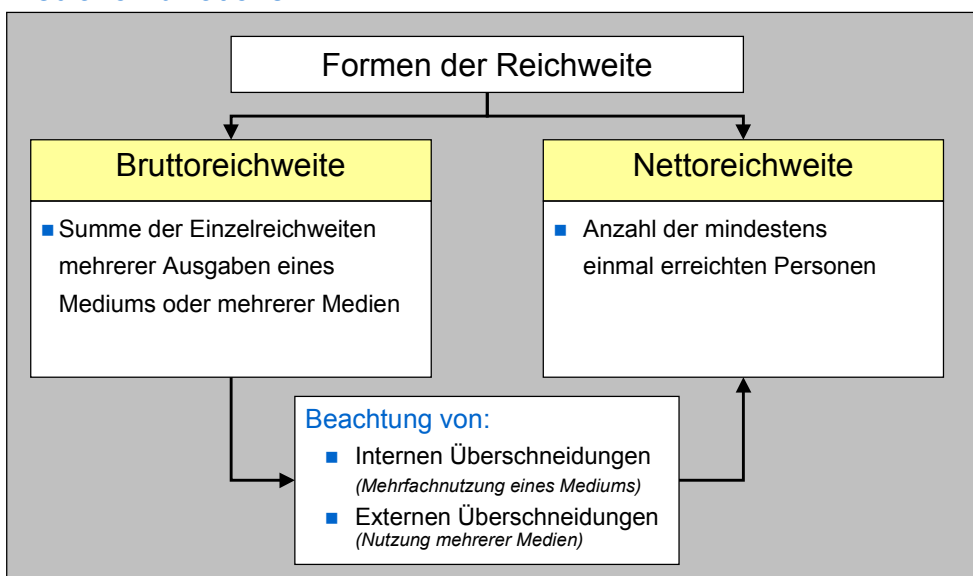 Formen der Reichweite
Bruttoreichweite
■ Summe der Einzelreichweiten
mehrerer Ausgaben eines
Mediums oder mehrerer Medien
Nettoreichweite
■ Anzahl der mindestens
einmal erreichten Personen
Beachtung von:
■ Internen Überschneidungen
(Mehrfachnutzung eines Mediums)
■ Externen Überschneidungen
(Nutzung mehrerer Medien)